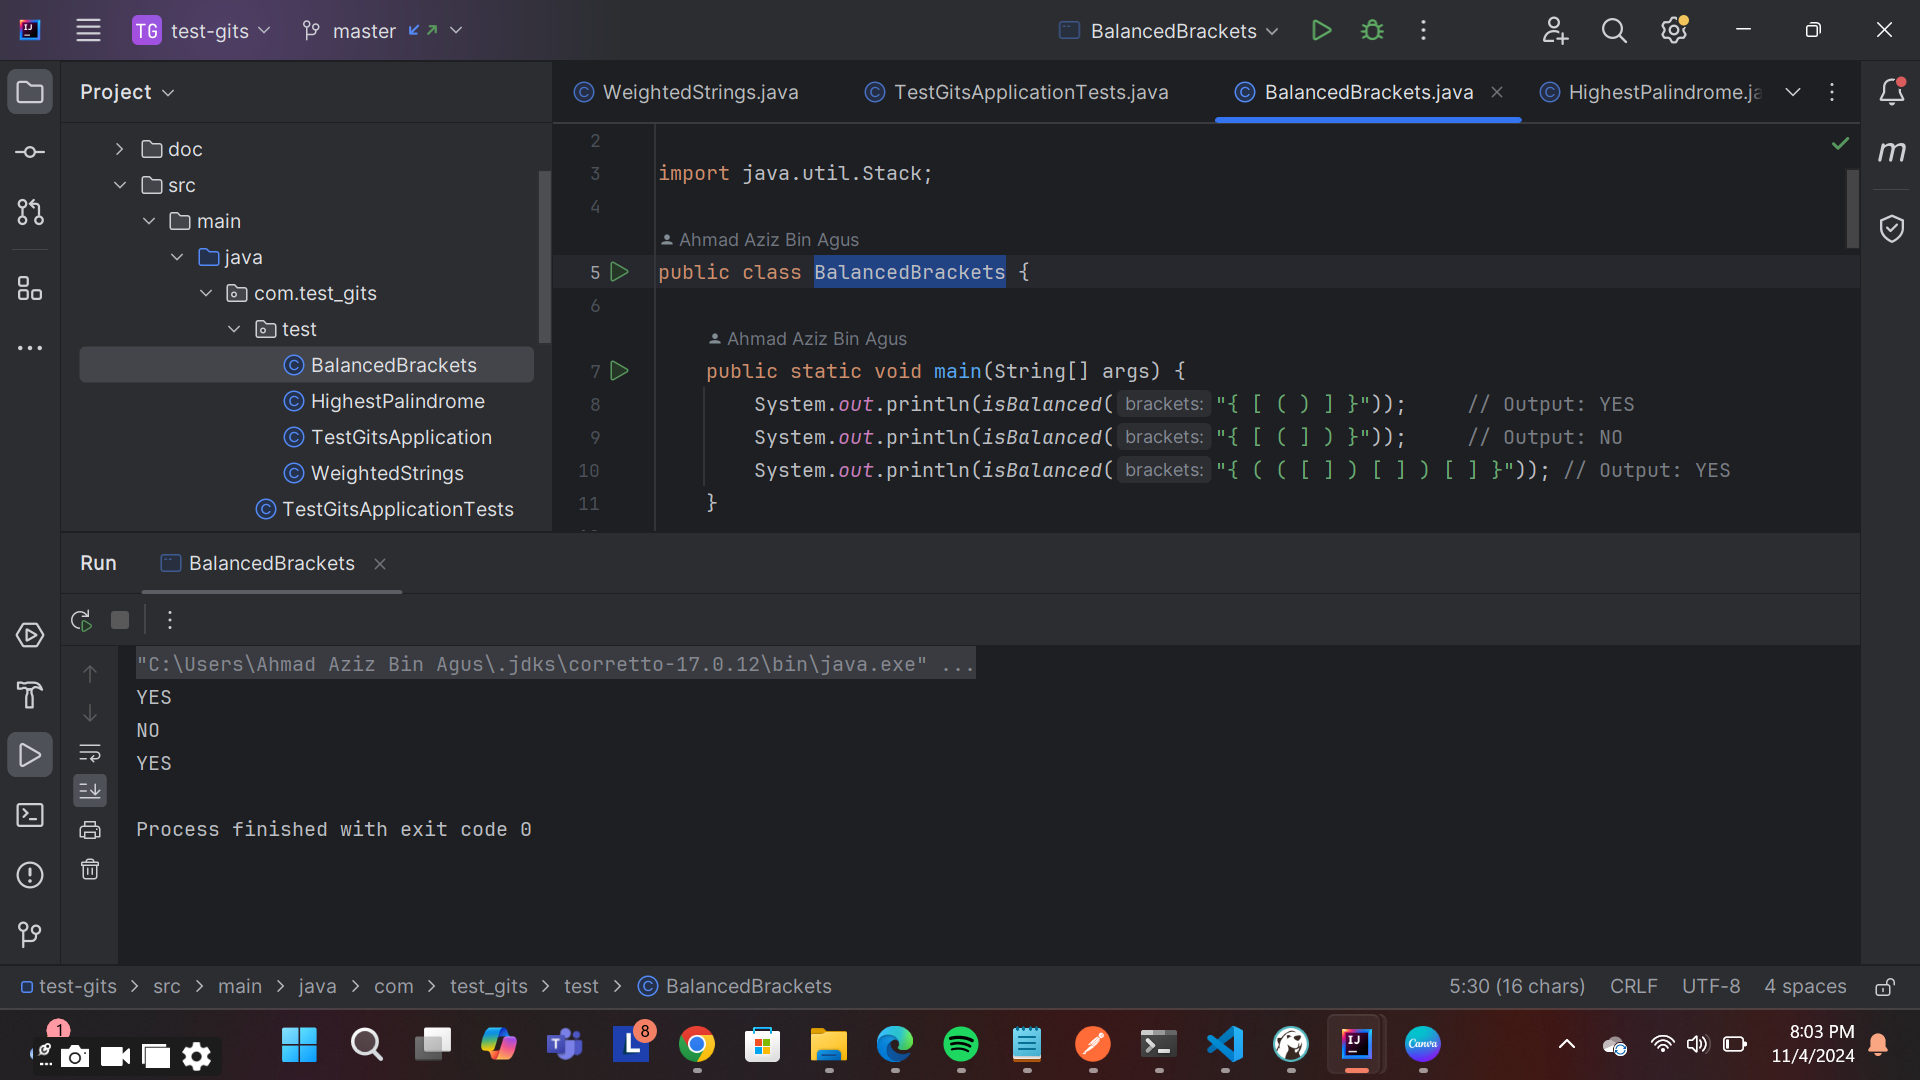 TG test-gits master BalancedBrackets
Project
WeightedStrings.java TestGitsApplicationTests.java BalancedBrackets.java HighestPalindrome.ja
doc
src
main
java
com.test_gits
test
BalancedBrackets
HighestPalindrome
TestGitsApplication
WeightedStrings
TestGitsApplicationTests
2
3 import java.util.Stack;
4
Ahmad Aziz Bin Agus
5 public class BalancedBrackets {
6
Ahmad Aziz Bin Agus
7 public static void main(String[] args) {
8 System.out.println(isBalanced( brackets: "{ [ ( ) ] }")); // Output: YES
9 System.out.println(isBalanced( brackets: "{ [ ( ] ) }")); // Output: NO
10 System.out.println(isBalanced( brackets: "{ ( ( [ ] ) [ ] ) [ ] }")); // Output: YES
11 }
Run BalancedBrackets
"C:\Users\Ahmad Aziz Bin Agus\.jdks\corretto-17.0.12\bin\java.exe" ...
YES
NO
YES
Process finished with exit code 0
test-gits > src > main > java > com > test_gits > test > BalancedBrackets 5:30 (16 chars) CRLF UTF-8 4 spaces
1
8
Canva
8:03 PM
11/4/2024